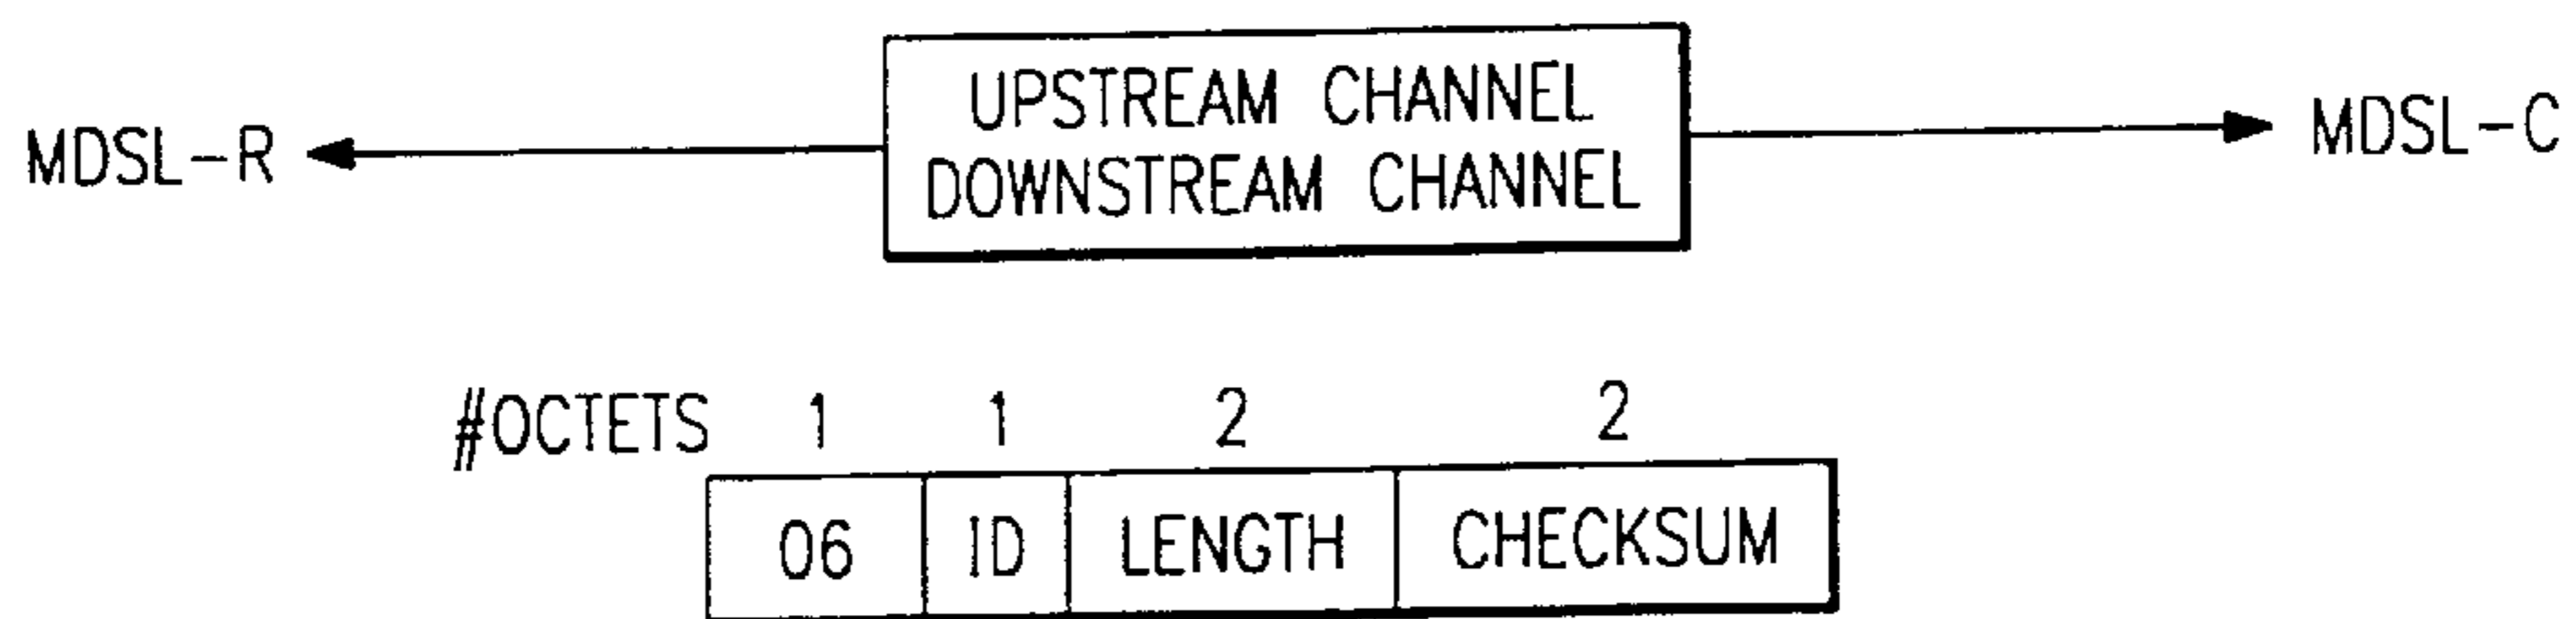 MDSL-R
UPSTREAM CHANNEL
DOWNSTREAM CHANNEL
MDSL-C
#OCTETS 1 1 2 2
06 ID LENGTH CHECKSUM